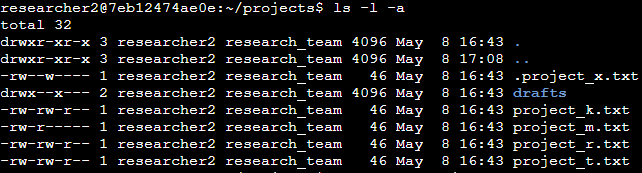 researcher2@7eb12474ae0e:~/projects$ ls -l -a
total 32
drwxr-xr-x 3 researcher2 research_team 4096 May  8 16:43 .
drwxr-xr-x 3 researcher2 research_team 4096 May  8 17:08 ..
-rw--w---- 1 researcher2 research_team   46 May  8 16:43 .project_x.txt
drwx--x--- 2 researcher2 research_team 4096 May  8 16:43 drafts
-rw-rw-r-- 1 researcher2 research_team   46 May  8 16:43 project_k.txt
-rw-r----- 1 researcher2 research_team   46 May  8 16:43 project_m.txt
-rw-rw-r-- 1 researcher2 research_team   46 May  8 16:43 project_r.txt
-rw-rw-r-- 1 researcher2 research_team   46 May  8 16:43 project_t.txt